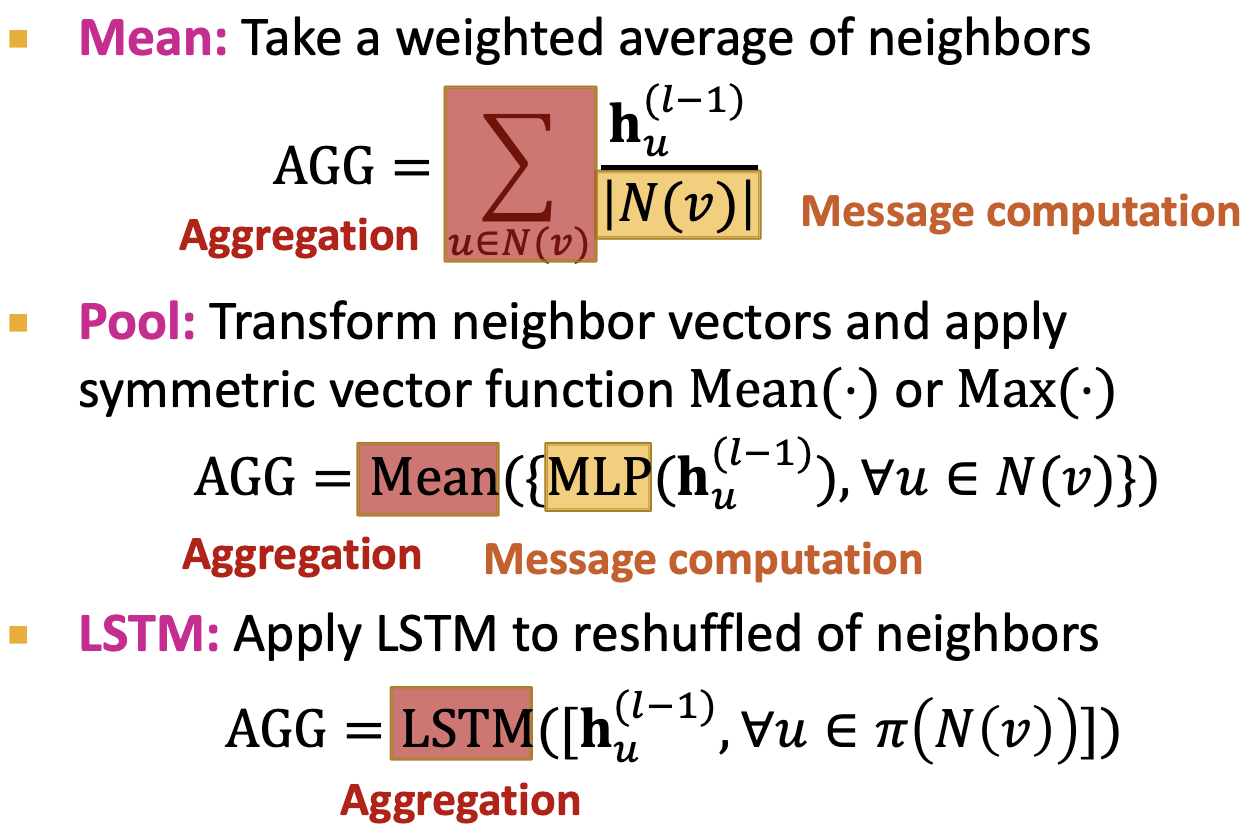 ▪ Mean: Take a weighted average of neighbors
AGG = ∑_{u∈N(v)} 𝐡_u^{(l−1)} / |N(v)|
Aggregation Message computation
▪ Pool: Transform neighbor vectors and apply
symmetric vector function Mean(·) or Max(·)
AGG = Mean({MLP(𝐡_u^{(l−1)}), ∀u ∈ N(v)})
Aggregation Message computation
▪ LSTM: Apply LSTM to reshuffled of neighbors
AGG = LSTM([𝐡_u^{(l−1)}, ∀u ∈ π(N(v))])
Aggregation